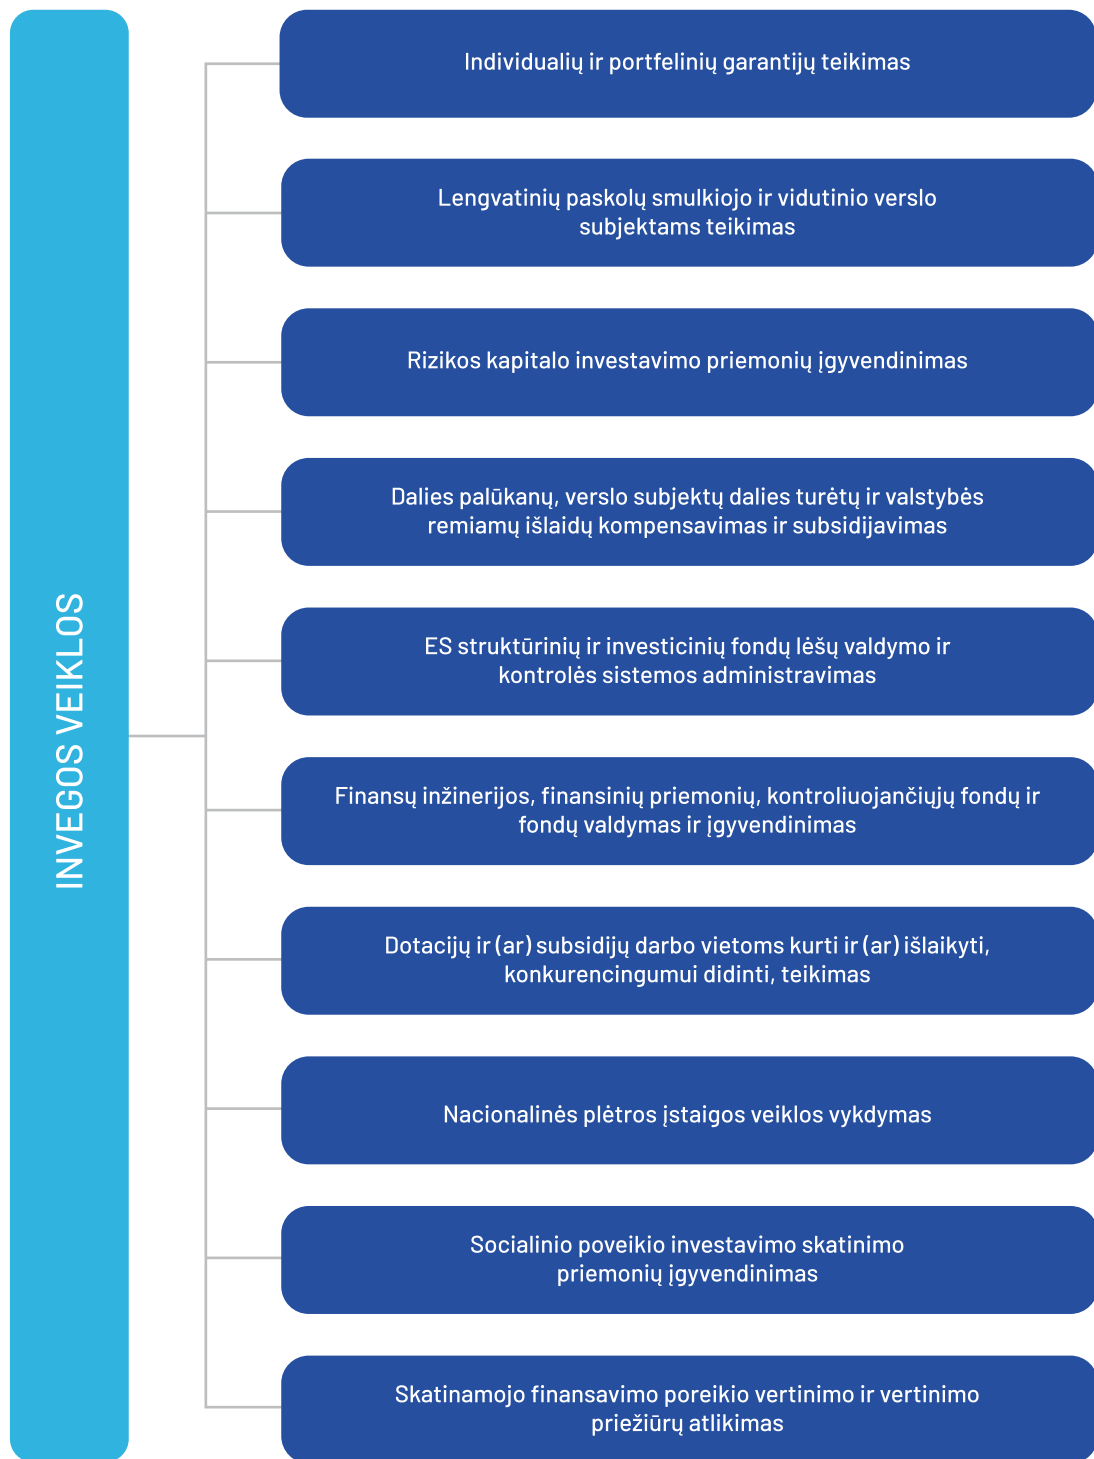 INVEGOS VEIKLOS
Individualių ir portfelinių garantijų teikimas
Lengvatinių paskolų smulkiojo ir vidutinio verslo
subjektams teikimas
Rizikos kapitalo investavimo priemonių įgyvendinimas
Dalies palūkanų, verslo subjektų dalies turėtų ir valstybės
remiamų išlaidų kompensavimas ir subsidijavimas
ES struktūrinių ir investicinių fondų lėšų valdymo ir
kontrolės sistemos administravimas
Finansų inžinerijos, finansinių priemonių, kontroliuojančiųjų fondų ir
fondų valdymas ir įgyvendinimas
Dotacijų ir (ar) subsidijų darbo vietoms kurti ir (ar) išlaikyti,
konkurencingumui didinti, teikimas
Nacionalinės plėtros įstaigos veiklos vykdymas
Socialinio poveikio investavimo skatinimo
priemonių įgyvendinimas
Skatinamojo finansavimo poreikio vertinimo ir vertinimo
priežiūrų atlikimas